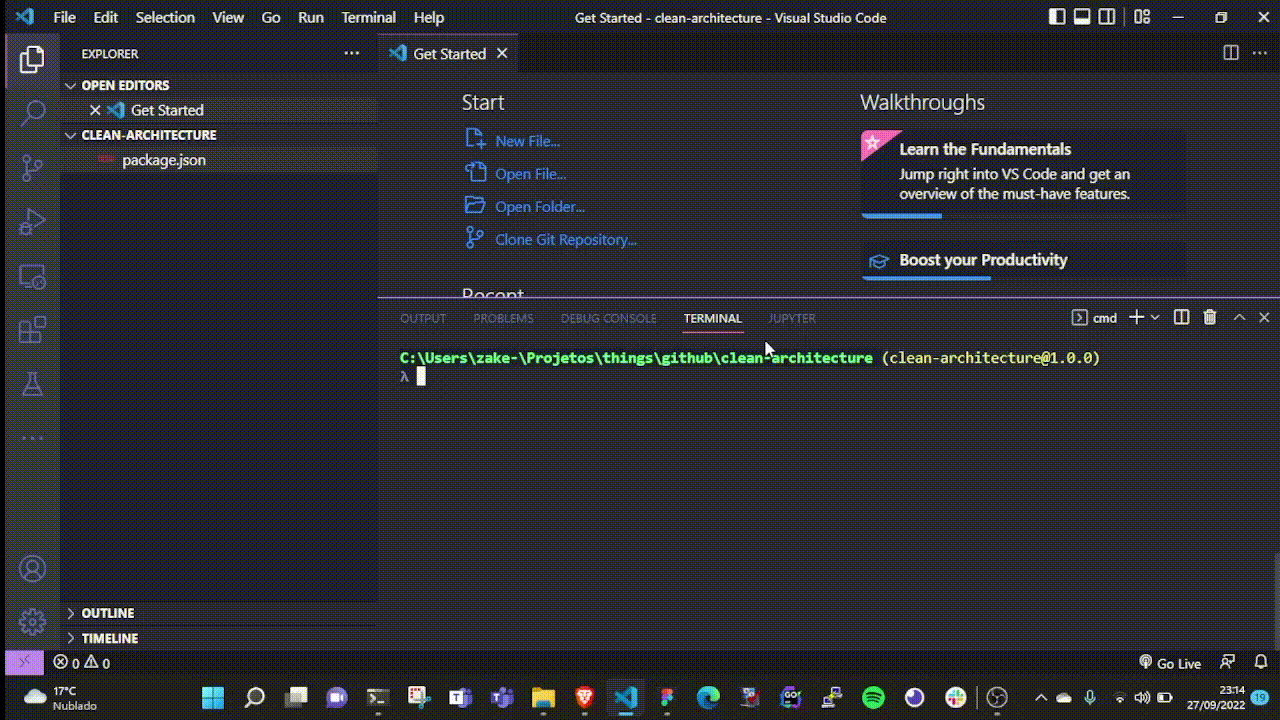 File Edit Selection View Go Run Terminal Help Get Started - clean-architecture - Visual Studio Code
EXPLORER
Get Started
OPEN EDITORS
Get Started
CLEAN-ARCHITECTURE
package.json
Start
New File...
Open File...
Open Folder...
Clone Git Repository...
Recent
Walkthroughs
Learn the Fundamentals
Jump right into VS Code and get an
overview of the must-have features.
Boost your Productivity
OUTPUT PROBLEMS DEBUG CONSOLE TERMINAL JUPYTER cmd
C:\Users\zake-\Projetos\things\github\clean-architecture (clean-architecture@1.0.0)
λ
OUTLINE
TIMELINE
0 0 Go Live
17°C
Nublado
23:14
27/09/2022
19